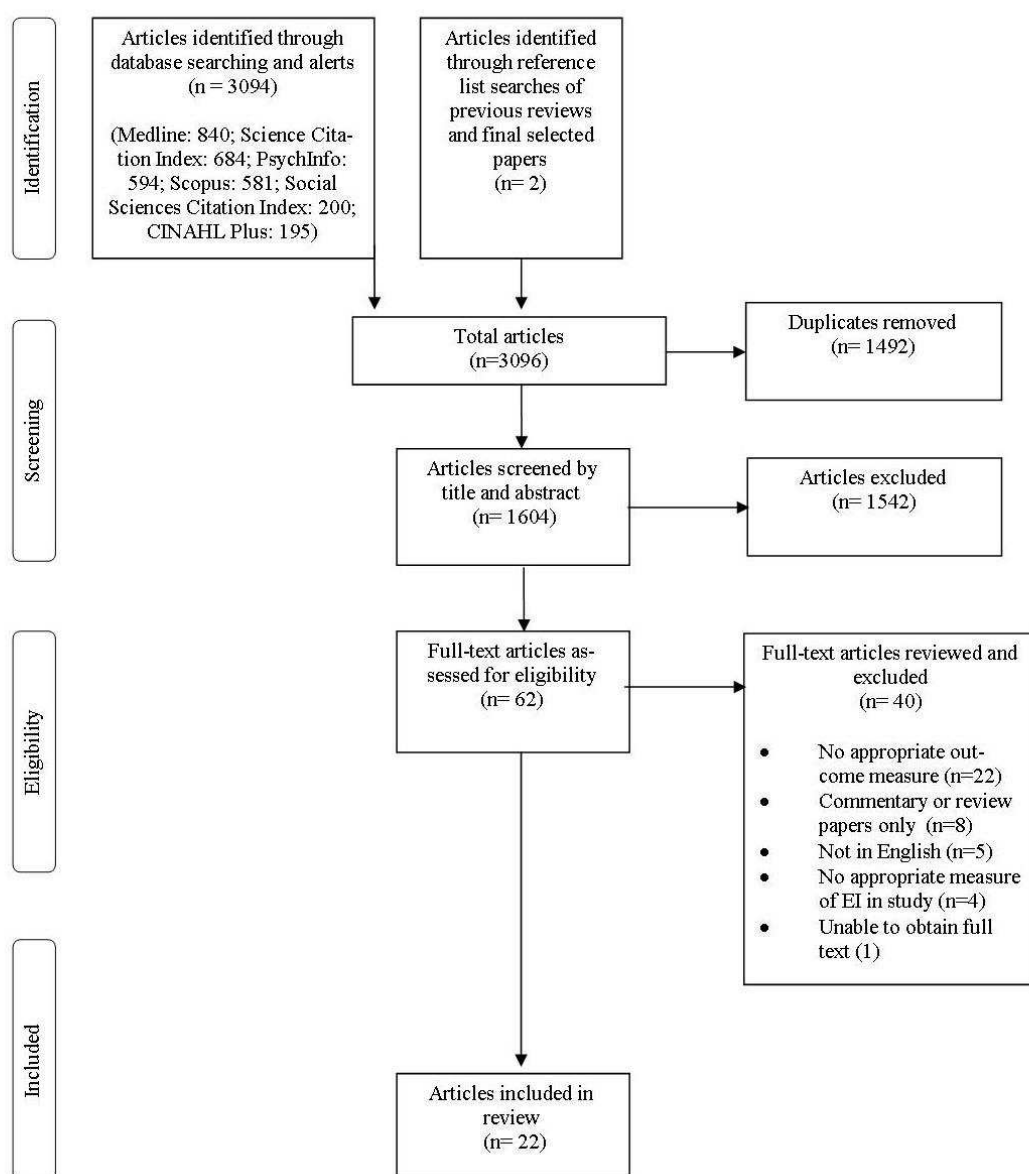 Identification
Articles identified through
database searching and alerts
(n = 3094)
(Medline: 840; Science Cita-
tion Index: 684; PsychInfo:
594; Scopus: 581; Social
Sciences Citation Index: 200;
CINAHL Plus: 195)
Articles identified
through reference
list searches of
previous reviews
and final selected
papers
(n= 2)
Screening
Total articles
(n=3096)
Duplicates removed
(n= 1492)
Articles screened by
title and abstract
(n= 1604)
Articles excluded
(n= 1542)
Eligibility
Full-text articles as-
sessed for eligibility
(n= 62)
Full-text articles reviewed and
excluded
(n= 40)
• No appropriate out-
come measure (n=22)
• Commentary or review
papers only (n=8)
• Not in English (n=5)
• No appropriate measure
of EI in study (n=4)
• Unable to obtain full
text (1)
Included
Articles included in
review
(n= 22)